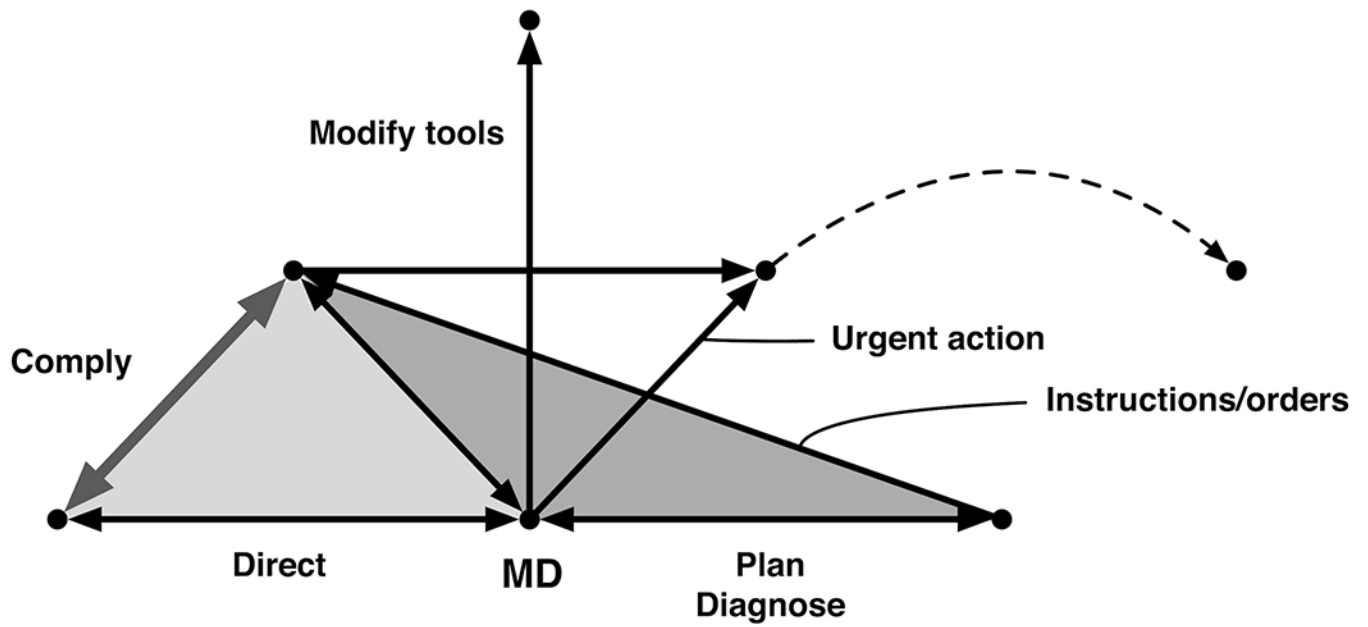 Modify tools
Comply
Urgent action
Instructions/orders
Direct
MD
Plan
Diagnose